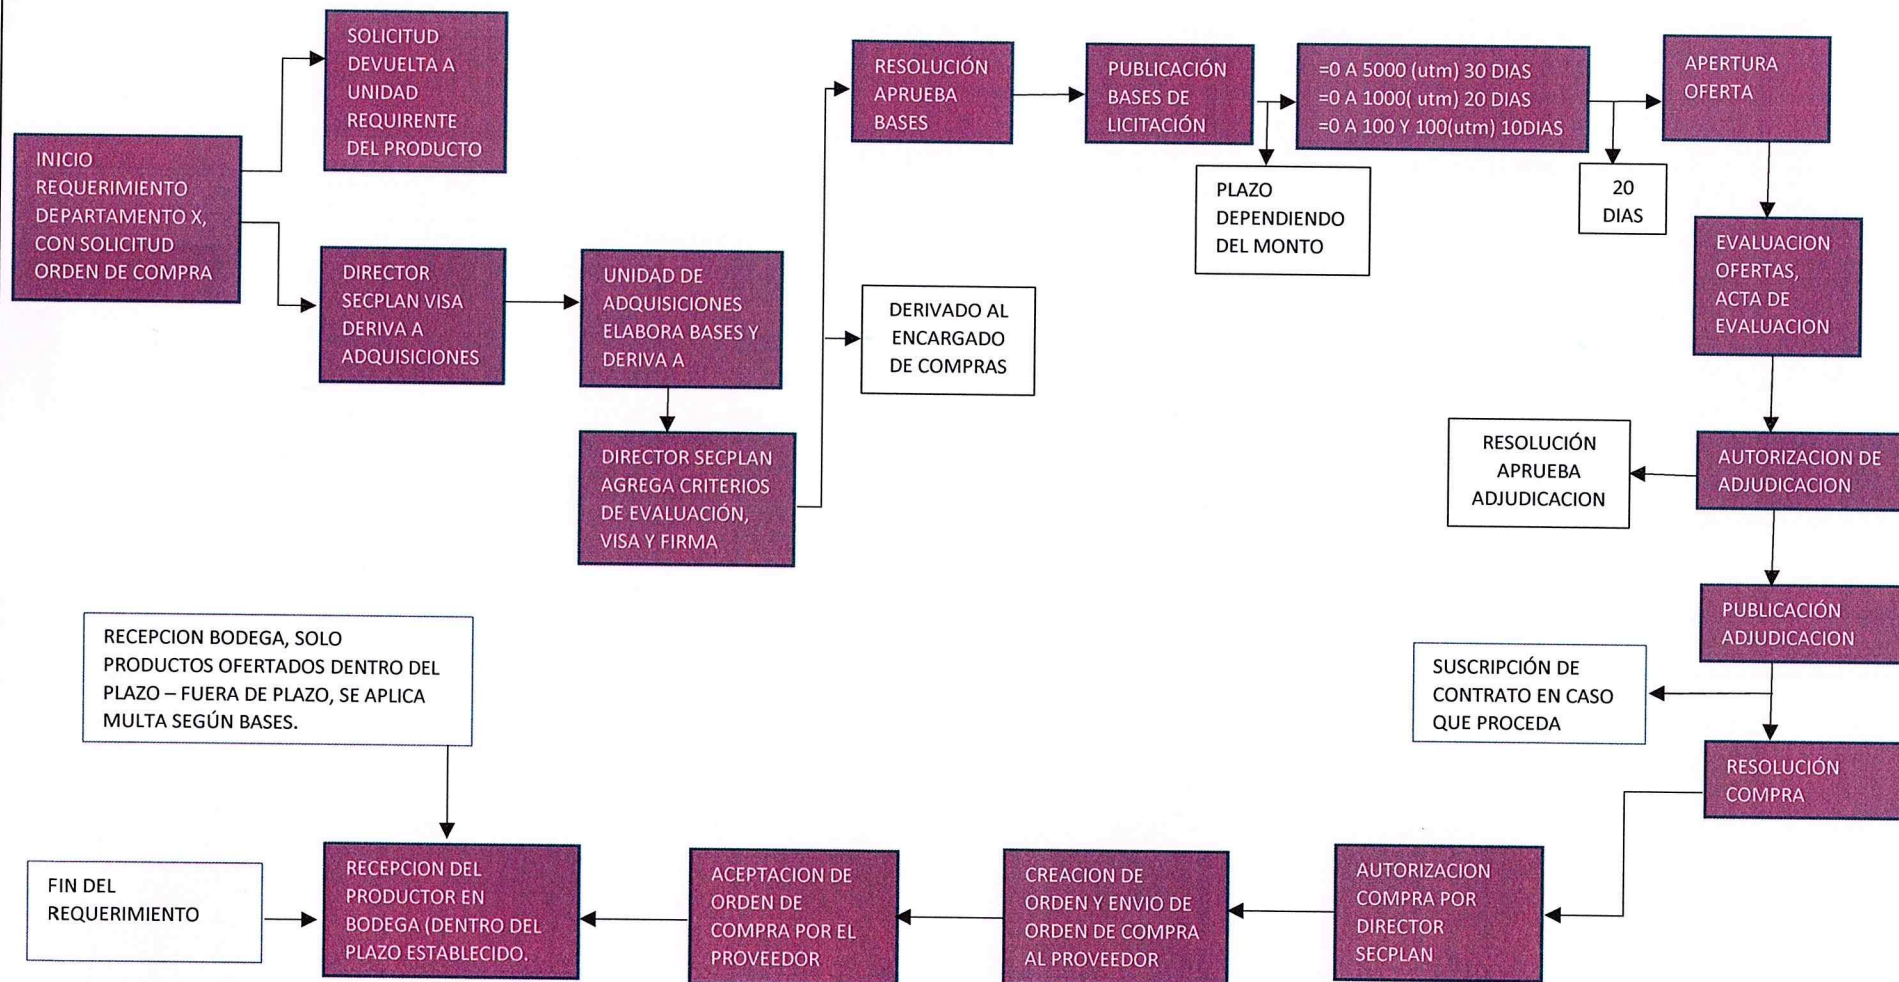 INICIO
REQUERIMIENTO
DEPARTAMENTO X,
CON SOLICITUD
ORDEN DE COMPRA
SOLICITUD
DEVUELTA A
UNIDAD
REQUIRENTE
DEL PRODUCTO
DIRECTOR
SECPLAN VISA
DERIVA A
ADQUISICIONES
UNIDAD DE
ADQUISICIONES
ELABORA BASES Y
DERIVA A
DIRECTOR SECPLAN
AGREGA CRITERIOS
DE EVALUACIÓN,
VISA Y FIRMA
DERIVADO AL
ENCARGADO
DE COMPRAS
RESOLUCIÓN
APRUEBA
BASES
PUBLICACIÓN
BASES DE
LICITACIÓN
PLAZO
DEPENDIENDO
DEL MONTO
=0 A 5000 (utm) 30 DIAS
=0 A 1000( utm) 20 DIAS
=0 A 100 Y 100(utm) 10DIAS
20
DIAS
APERTURA
OFERTA
EVALUACION
OFERTAS,
ACTA DE
EVALUACION
AUTORIZACION DE
ADJUDICACION
RESOLUCIÓN
APRUEBA
ADJUDICACION
PUBLICACIÓN
ADJUDICACION
SUSCRIPCIÓN DE
CONTRATO EN CASO
QUE PROCEDA
RESOLUCIÓN
COMPRA
AUTORIZACION
COMPRA POR
DIRECTOR
SECPLAN
CREACION DE
ORDEN Y ENVIO DE
ORDEN DE COMPRA
AL PROVEEDOR
ACEPTACION DE
ORDEN DE
COMPRA POR EL
PROVEEDOR
RECEPCION BODEGA, SOLO
PRODUCTOS OFERTADOS DENTRO DEL
PLAZO – FUERA DE PLAZO, SE APLICA
MULTA SEGÚN BASES.
RECEPCION DEL
PRODUCTOR EN
BODEGA (DENTRO DEL
PLAZO ESTABLECIDO.
FIN DEL
REQUERIMIENTO